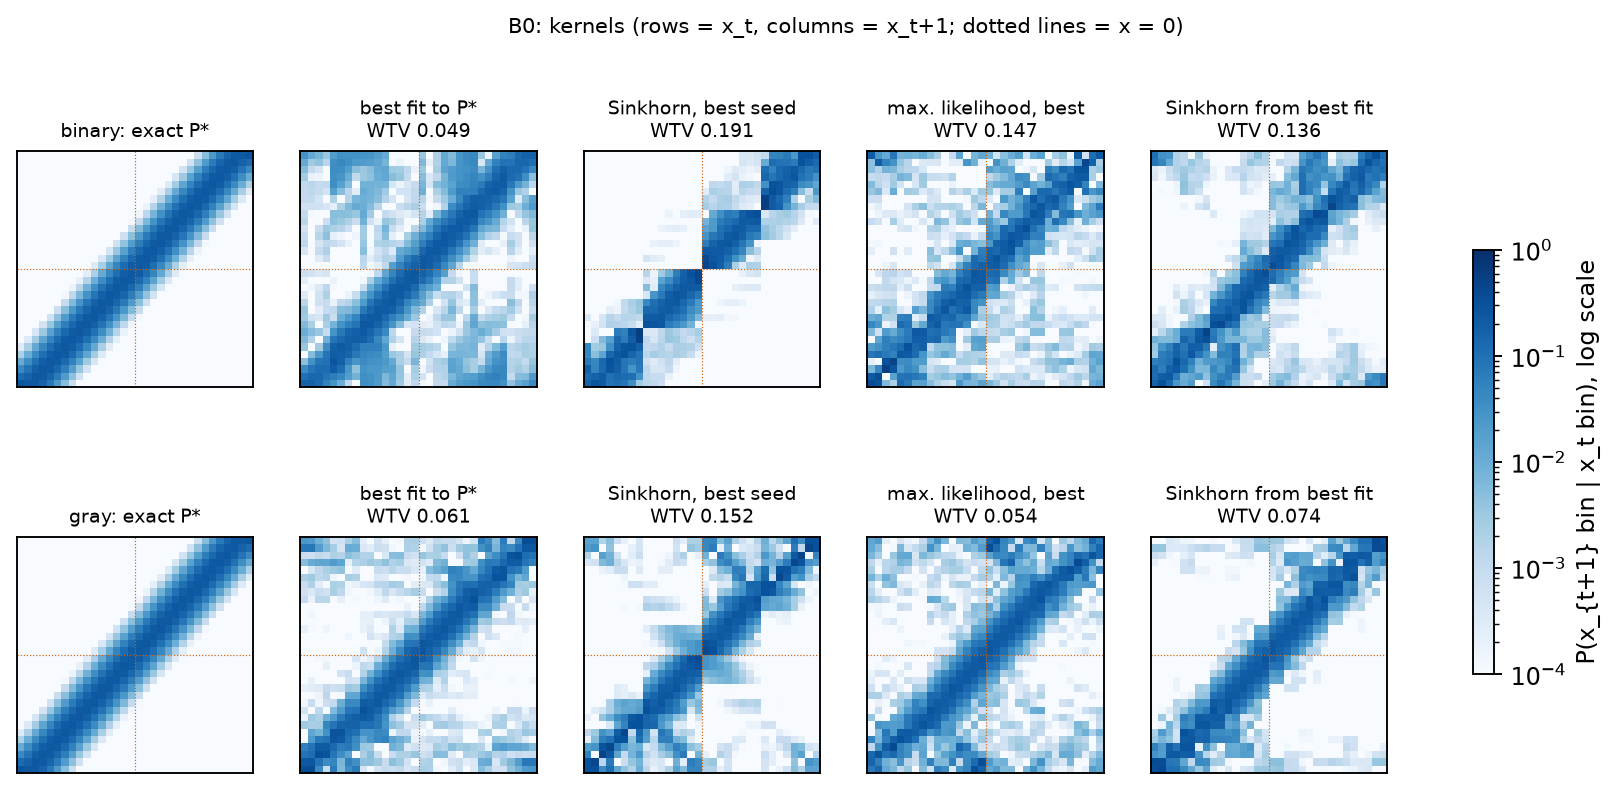 B0: kernels (rows = x_t, columns = x_t+1; dotted lines = x = 0)
binary: exact P*
best fit to P*
WTV 0.049
Sinkhorn, best seed
WTV 0.191
max. likelihood, best
WTV 0.147
Sinkhorn from best fit
WTV 0.136
gray: exact P*
best fit to P*
WTV 0.061
Sinkhorn, best seed
WTV 0.152
max. likelihood, best
WTV 0.054
Sinkhorn from best fit
WTV 0.074
10⁰
10⁻¹
10⁻²
10⁻³
10⁻⁴
P(x_{t+1} bin | x_t bin), log scale